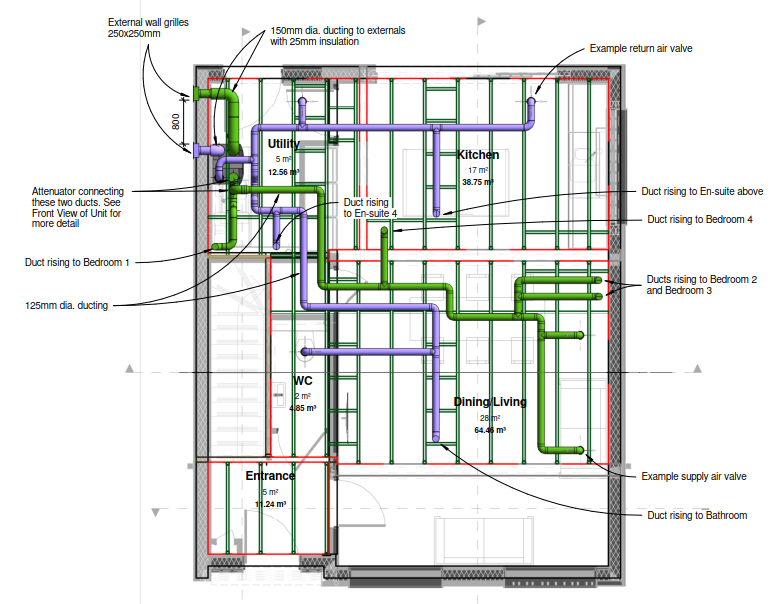 External wall grilles
250x250mm
150mm dia. ducting to externals
with 25mm insulation
Example return air valve
800
Utility
5 m²
12.56 m³
Kitchen
17 m²
38.75 m³
Attenuator connecting
these two ducts. See
Front View of Unit for
more detail
Duct rising
to En-suite 4
Duct rising to En-suite above
Duct rising to Bedroom 4
Duct rising to Bedroom 1
Ducts rising to Bedroom 2
and Bedroom 3
125mm dia. ducting
WC
2 m²
4.85 m³
Dining/Living
28 m²
64.46 m³
Entrance
5 m²
11.24 m³
Example supply air valve
Duct rising to Bathroom